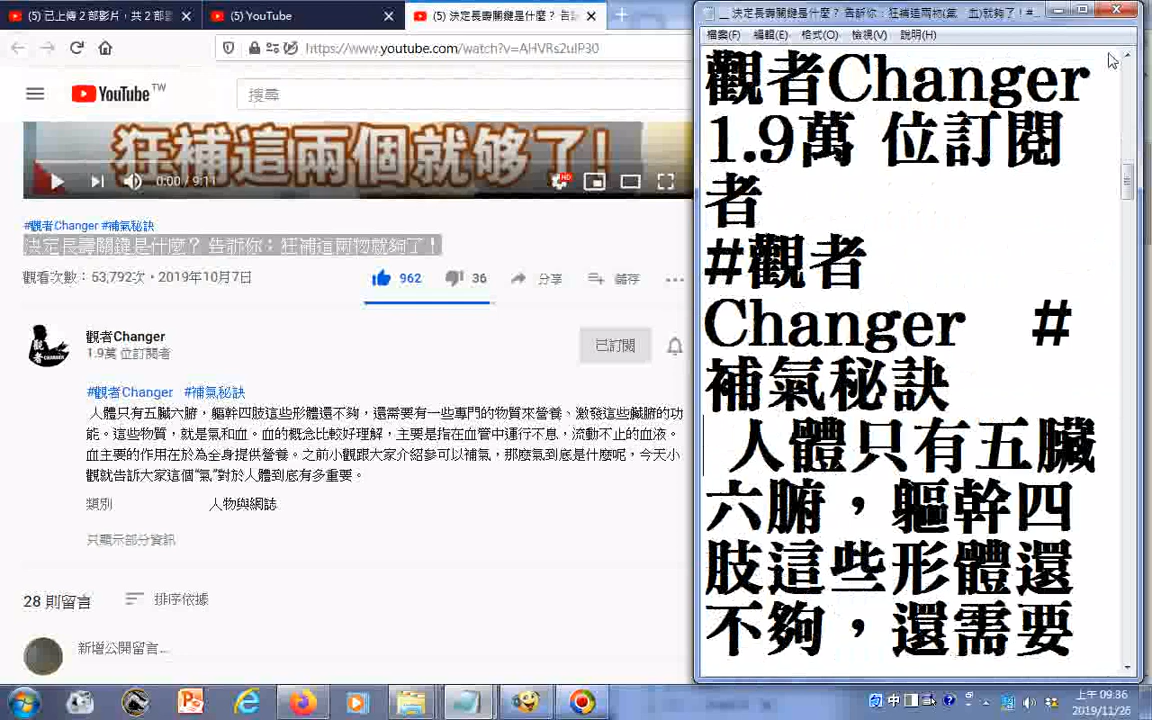 (5) 已上傳 2 部影片，共 2 部影
(5) YouTube
(5) 決定長壽關鍵是什麼？ 告訴
https://www.youtube.com/watch?v=AHVRs2uIP30
YouTube TW
搜尋
狂補這兩個就够了！
0:00 / 9:11
HD
#觀者Changer #補氣秘訣
決定長壽關鍵是什麼？ 告訴你：狂補這兩物就夠了！
觀看次數：53,792次・2019年10月7日
962
36
分享
儲存
觀者Changer
1.9萬 位訂閱者
已訂閱
#觀者Changer #補氣秘訣
人體只有五臟六腑，軀幹四肢這些形體還不夠，還需要有一些專門的物質來營養、激發這些臟腑的功
能。這些物質，就是氣和血。血的概念比較好理解，主要是指在血管中運行不息，流動不止的血液。
血主要的作用在於為全身提供營養。之前小觀跟大家介紹參可以補氣，那麼氣到底是什麼呢，今天小
觀就告訴大家這個“氣”對於人體到底有多重要。
類別
人物與網誌
只顯示部分資訊
28 則留言
排序依據
新增公開留言...
決定長壽關鍵是什麼？ 告訴你：狂補這兩物(氣 血)就夠了！#_
檔案(F) 編輯(E) 格式(O) 檢視(V) 說明(H)
觀者Changer
1.9萬 位訂閱
者
#觀者
Changer #
補氣秘訣
人體只有五臟
六腑，軀幹四
肢這些形體還
不夠，還需要
中
上午 09:36
2019/11/26